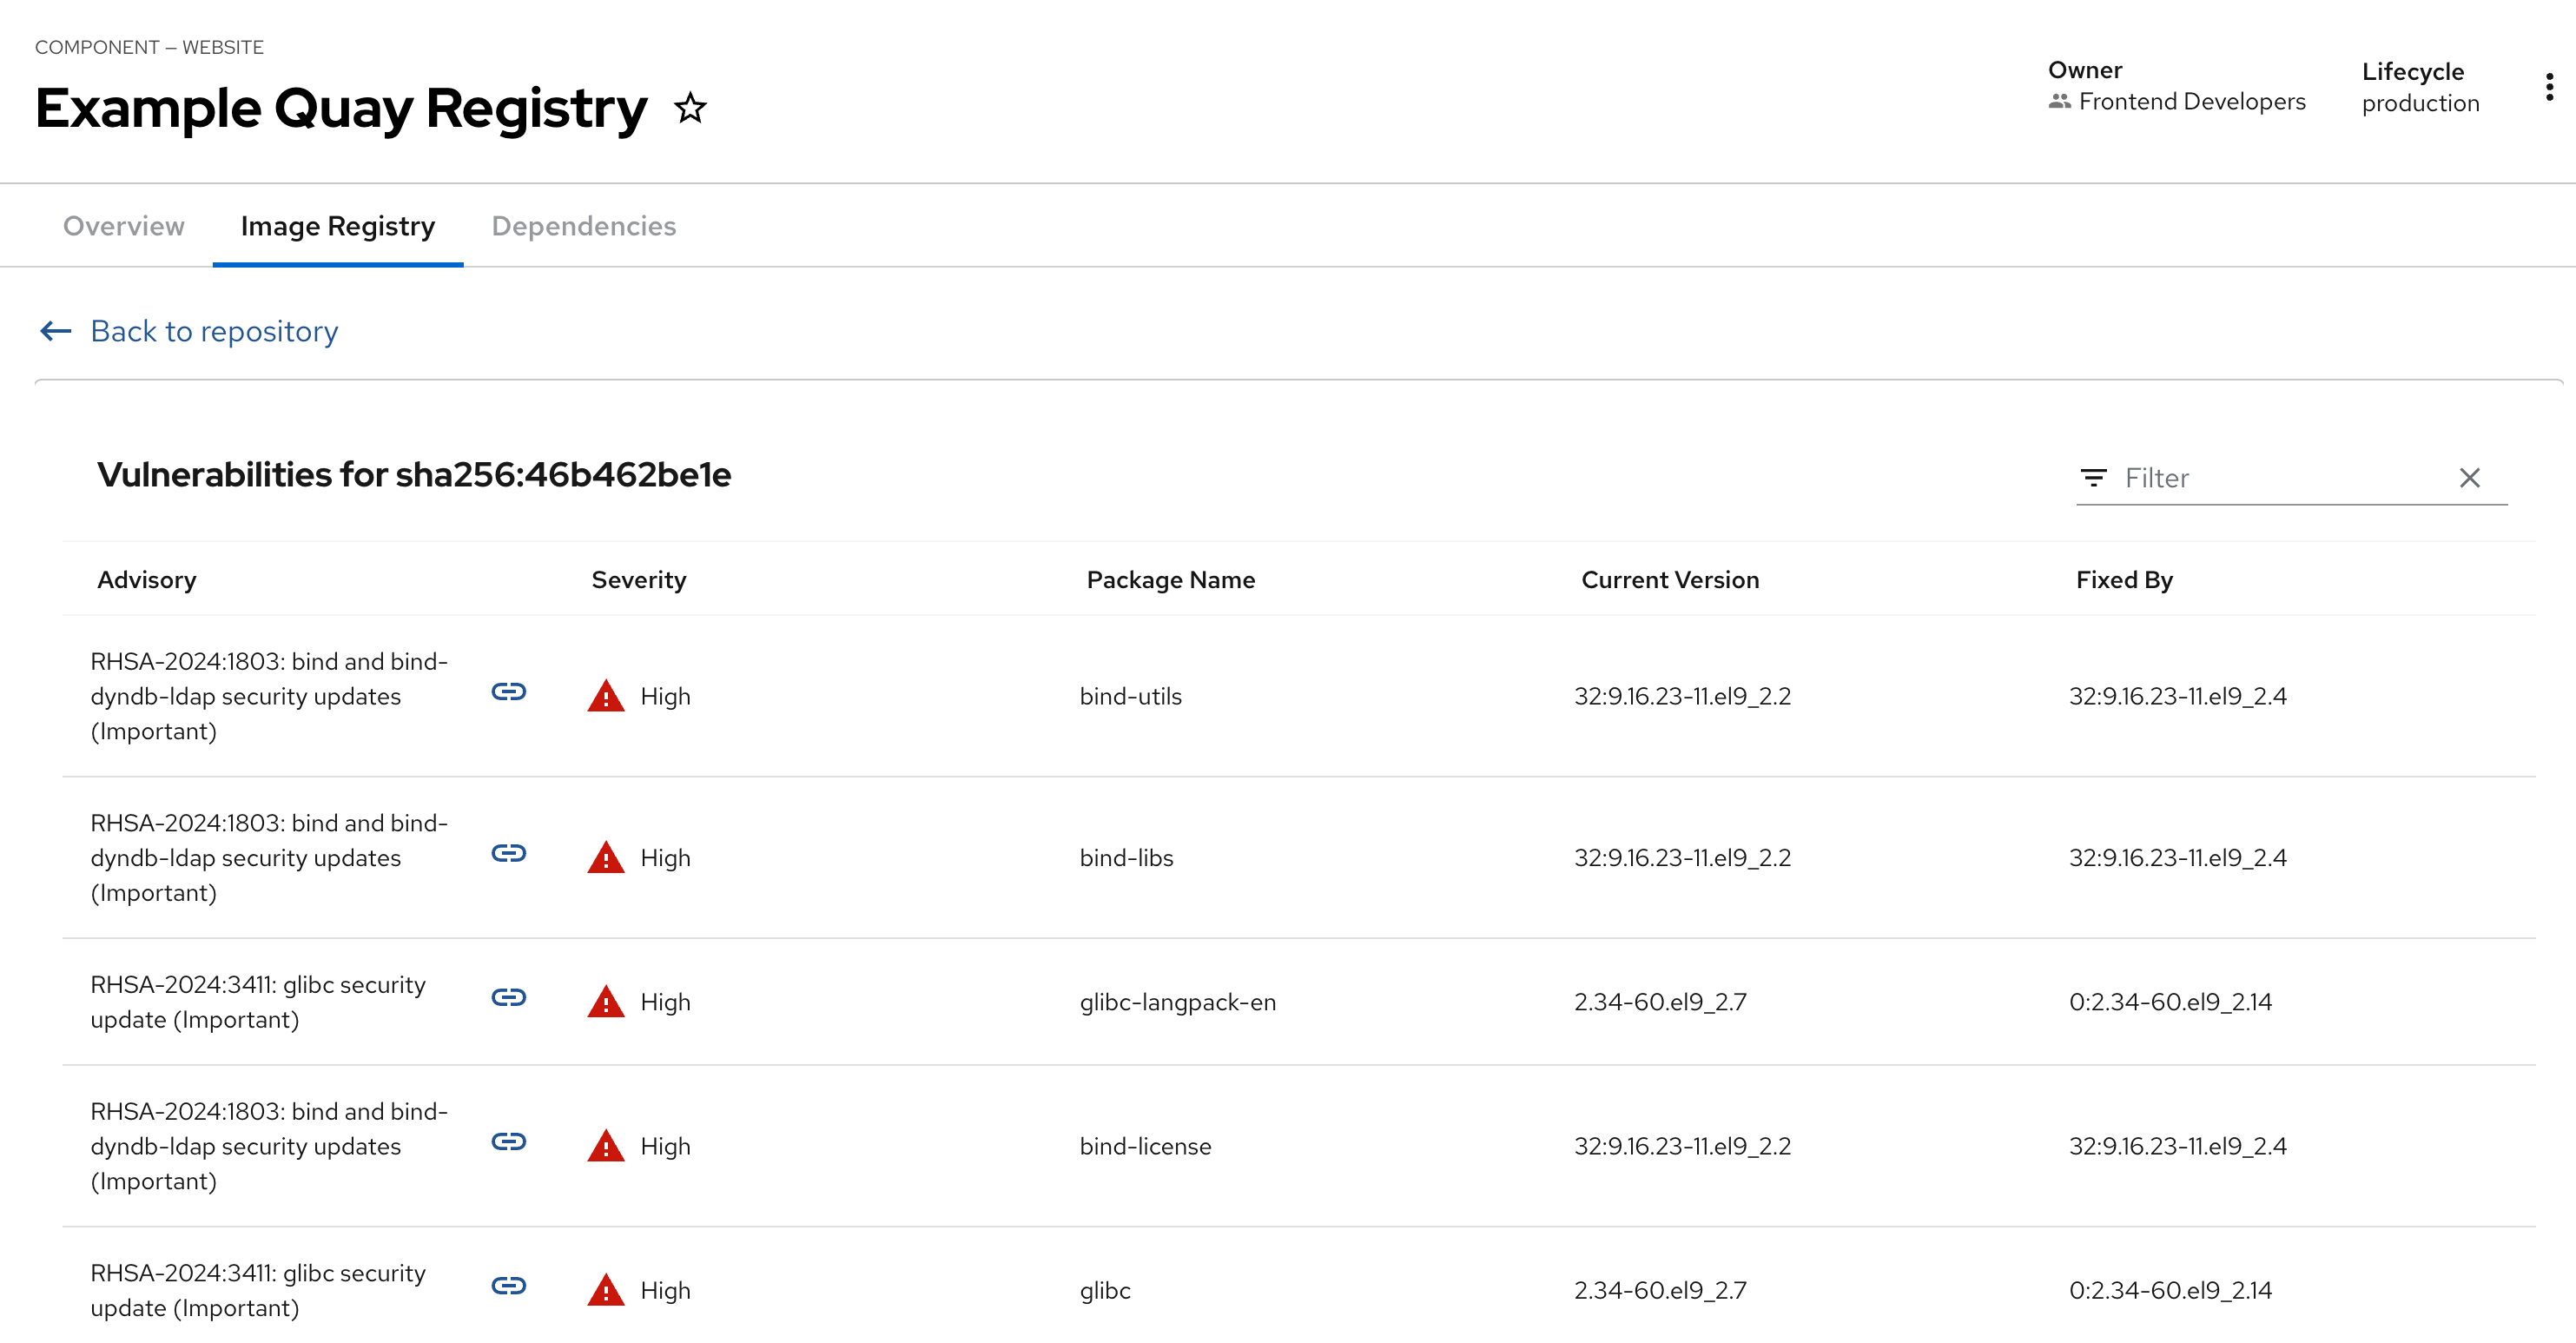 COMPONENT — WEBSITE
Example Quay Registry
Owner
Frontend Developers
Lifecycle
production
Overview
Image Registry
Dependencies
Back to repository
Vulnerabilities for sha256:46b462be1e
Filter
Advisory
Severity
Package Name
Current Version
Fixed By
RHSA-2024:1803: bind and bind-
dyndb-ldap security updates
(Important)
High
bind-utils
32:9.16.23-11.el9_2.2
32:9.16.23-11.el9_2.4
RHSA-2024:1803: bind and bind-
dyndb-ldap security updates
(Important)
High
bind-libs
32:9.16.23-11.el9_2.2
32:9.16.23-11.el9_2.4
RHSA-2024:3411: glibc security
update (Important)
High
glibc-langpack-en
2.34-60.el9_2.7
0:2.34-60.el9_2.14
RHSA-2024:1803: bind and bind-
dyndb-ldap security updates
(Important)
High
bind-license
32:9.16.23-11.el9_2.2
32:9.16.23-11.el9_2.4
RHSA-2024:3411: glibc security
update (Important)
High
glibc
2.34-60.el9_2.7
0:2.34-60.el9_2.14